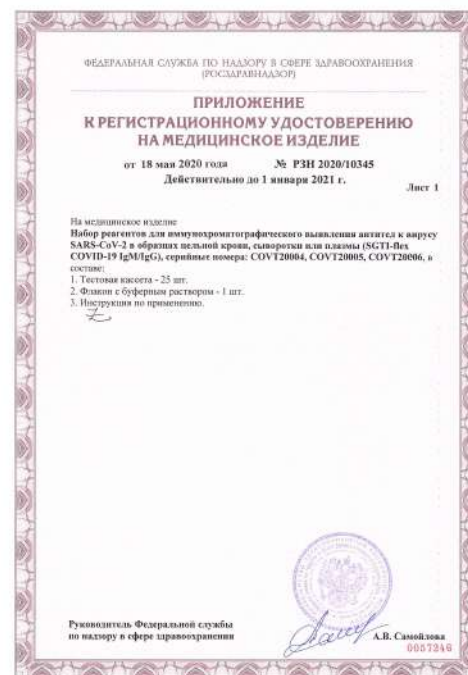 ФЕДЕРАЛЬНАЯ СЛУЖБА ПО НАДЗОРУ В СФЕРЕ ЗДРАВООХРАНЕНИЯ
(РОСЗДРАВНАДЗОР)
ПРИЛОЖЕНИЕ
К РЕГИСТРАЦИОННОМУ УДОСТОВЕРЕНИЮ
НА МЕДИЦИНСКОЕ ИЗДЕЛИЕ
от 18 мая 2020 года № РЗН 2020/10345
Действительно до 1 января 2021 г.
Лист 1
На медицинское изделие
Набор реагентов для иммунохроматографического выявления антител к вирусу
SARS-CoV-2 в образцах цельной крови, сыворотки или плазмы (SGTI-flex
COVID-19 IgM/IgG), серийные номера: COVT20004, COVT20005, COVT20006, в
составе:
1. Тестовая кассета - 25 шт.
2. Флакон с буферным раствором - 1 шт.
3. Инструкция по применению.
Руководитель Федеральной службы
по надзору в сфере здравоохранения
А.В. Самойлова
0057246